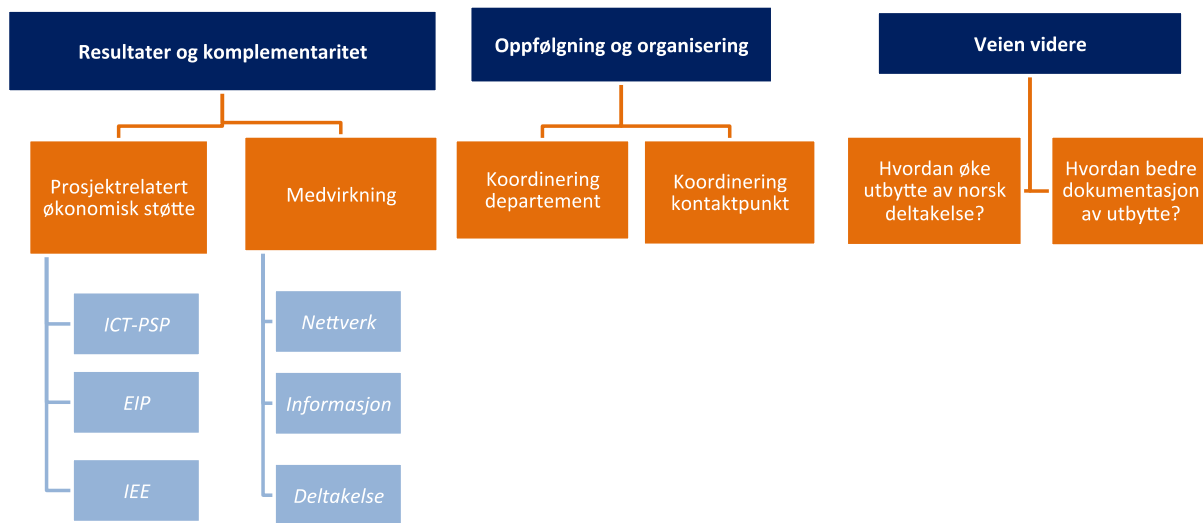 Resultater og komplementaritet
Oppfølgning og organisering
Veien videre
Prosjektrelatert
økonomisk støtte
Medvirkning
Koordinering
departement
Koordinering
kontaktpunkt
Hvordan øke
utbytte av norsk
deltakelse?
Hvordan bedre
dokumentasjon
av utbytte?
ICT-PSP
EIP
IEE
Nettverk
Informasjon
Deltakelse